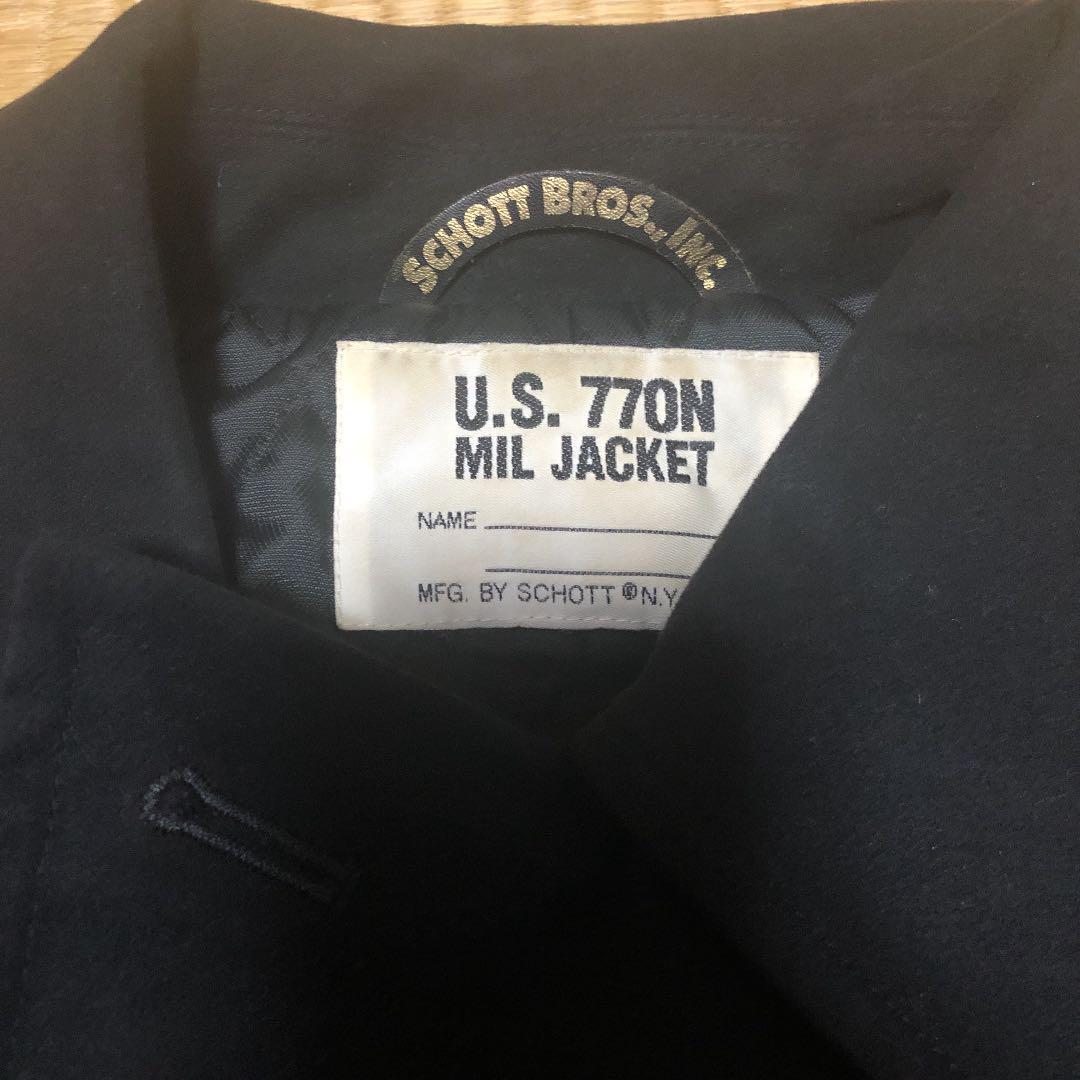 SCHOTT BROS., INC.
U.S. 770N
MIL JACKET
NAME
MFG. BY SCHOTT ® N.Y